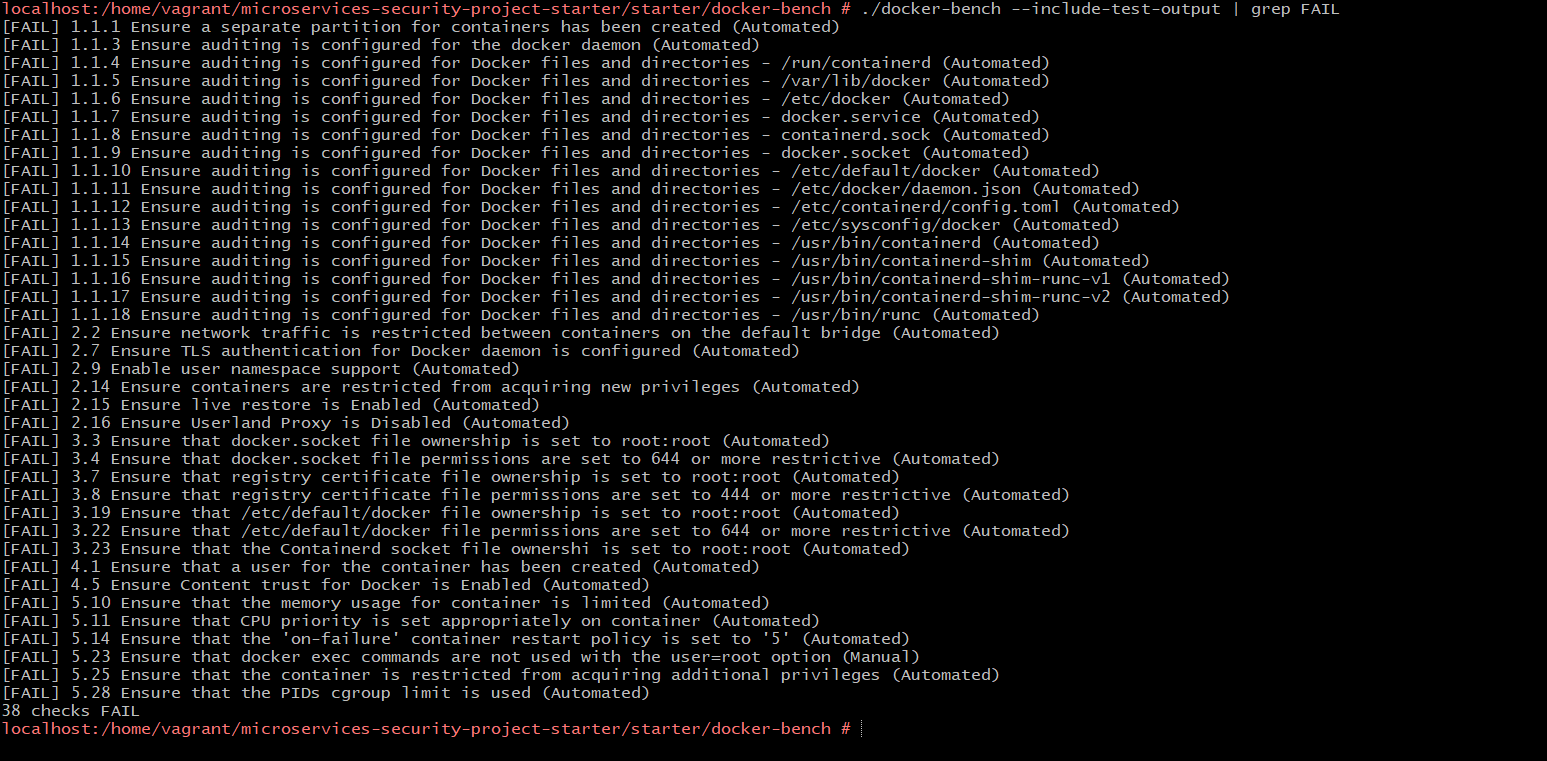 localhost:/home/vagrant/microservices-security-project-starter/starter/docker-bench # ./docker-bench --include-test-output | grep FAIL
[FAIL] 1.1.1 Ensure a separate partition for containers has been created (Automated)
[FAIL] 1.1.3 Ensure auditing is configured for the docker daemon (Automated)
[FAIL] 1.1.4 Ensure auditing is configured for Docker files and directories - /run/containerd (Automated)
[FAIL] 1.1.5 Ensure auditing is configured for Docker files and directories - /var/lib/docker (Automated)
[FAIL] 1.1.6 Ensure auditing is configured for Docker files and directories - /etc/docker (Automated)
[FAIL] 1.1.7 Ensure auditing is configured for Docker files and directories - docker.service (Automated)
[FAIL] 1.1.8 Ensure auditing is configured for Docker files and directories - containerd.sock (Automated)
[FAIL] 1.1.9 Ensure auditing is configured for Docker files and directories - docker.socket (Automated)
[FAIL] 1.1.10 Ensure auditing is configured for Docker files and directories - /etc/default/docker (Automated)
[FAIL] 1.1.11 Ensure auditing is configured for Docker files and directories - /etc/docker/daemon.json (Automated)
[FAIL] 1.1.12 Ensure auditing is configured for Docker files and directories - /etc/containerd/config.toml (Automated)
[FAIL] 1.1.13 Ensure auditing is configured for Docker files and directories - /etc/sysconfig/docker (Automated)
[FAIL] 1.1.14 Ensure auditing is configured for Docker files and directories - /usr/bin/containerd (Automated)
[FAIL] 1.1.15 Ensure auditing is configured for Docker files and directories - /usr/bin/containerd-shim (Automated)
[FAIL] 1.1.16 Ensure auditing is configured for Docker files and directories - /usr/bin/containerd-shim-runc-v1 (Automated)
[FAIL] 1.1.17 Ensure auditing is configured for Docker files and directories - /usr/bin/containerd-shim-runc-v2 (Automated)
[FAIL] 1.1.18 Ensure auditing is configured for Docker files and directories - /usr/bin/runc (Automated)
[FAIL] 2.2 Ensure network traffic is restricted between containers on the default bridge (Automated)
[FAIL] 2.7 Ensure TLS authentication for Docker daemon is configured (Automated)
[FAIL] 2.9 Enable user namespace support (Automated)
[FAIL] 2.14 Ensure containers are restricted from acquiring new privileges (Automated)
[FAIL] 2.15 Ensure live restore is Enabled (Automated)
[FAIL] 2.16 Ensure Userland Proxy is Disabled (Automated)
[FAIL] 3.3 Ensure that docker.socket file ownership is set to root:root (Automated)
[FAIL] 3.4 Ensure that docker.socket file permissions are set to 644 or more restrictive (Automated)
[FAIL] 3.7 Ensure that registry certificate file ownership is set to root:root (Automated)
[FAIL] 3.8 Ensure that registry certificate file permissions are set to 444 or more restrictive (Automated)
[FAIL] 3.19 Ensure that /etc/default/docker file ownership is set to root:root (Automated)
[FAIL] 3.22 Ensure that /etc/default/docker file permissions are set to 644 or more restrictive (Automated)
[FAIL] 3.23 Ensure that the Containerd socket file ownershi is set to root:root (Automated)
[FAIL] 4.1 Ensure that a user for the container has been created (Automated)
[FAIL] 4.5 Ensure Content trust for Docker is Enabled (Automated)
[FAIL] 5.10 Ensure that the memory usage for container is limited (Automated)
[FAIL] 5.11 Ensure that CPU priority is set appropriately on container (Automated)
[FAIL] 5.14 Ensure that the 'on-failure' container restart policy is set to '5' (Automated)
[FAIL] 5.23 Ensure that docker exec commands are not used with the user=root option (Manual)
[FAIL] 5.25 Ensure that the container is restricted from acquiring additional privileges (Automated)
[FAIL] 5.28 Ensure that the PIDs cgroup limit is used (Automated)
38 checks FAIL
localhost:/home/vagrant/microservices-security-project-starter/starter/docker-bench #